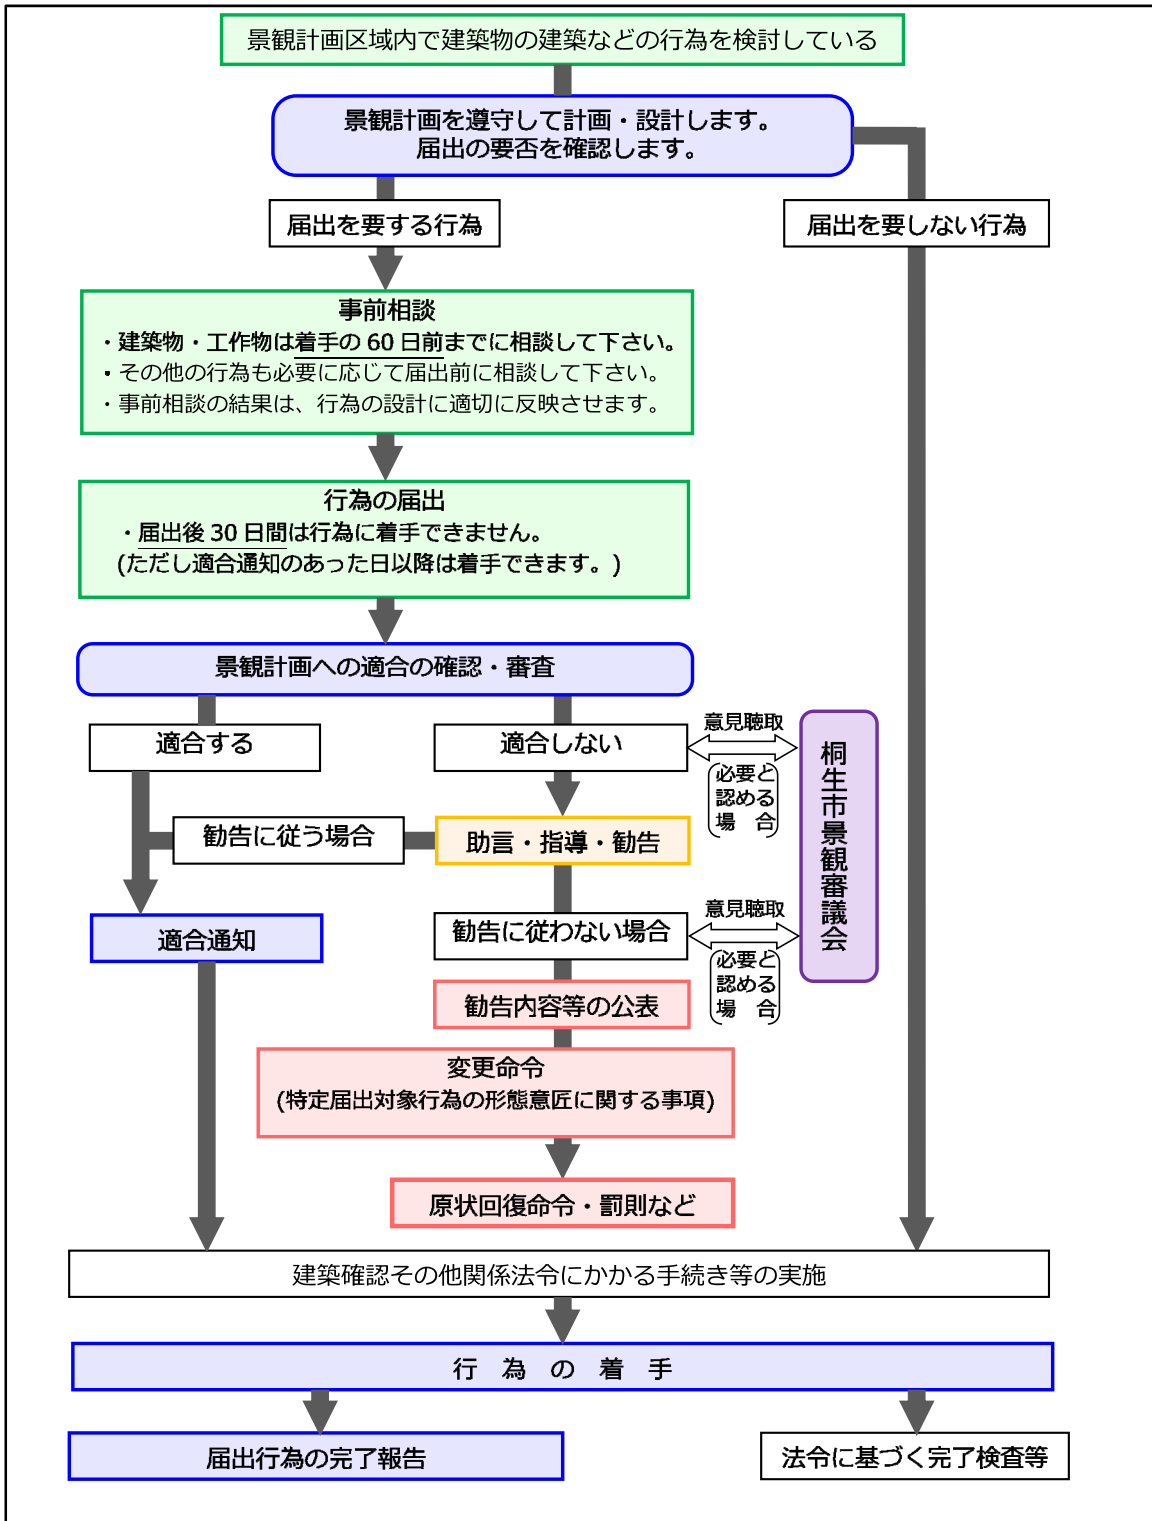 景観計画区域内で建築物の建築などの行為を検討している
景観計画を遵守して計画・設計します。
届出の要否を確認します。
届出を要する行為
届出を要しない行為
事前相談
・建築物・工作物は着手の 60 日前までに相談して下さい。
・その他の行為も必要に応じて届出前に相談して下さい。
・事前相談の結果は、行為の設計に適切に反映させます。
行為の届出
・届出後 30 日間は行為に着手できません。
(ただし適合通知のあった日以降は着手できます。)
景観計画への適合の確認・審査
適合する
適合しない
意見聴取
必要と
認める
場　合
桐生市景観審議会
勧告に従う場合
助言・指導・勧告
適合通知
勧告に従わない場合
意見聴取
必要と
認める
場　合
勧告内容等の公表
変更命令
(特定届出対象行為の形態意匠に関する事項)
原状回復命令・罰則など
建築確認その他関係法令にかかる手続き等の実施
行　為　の　着　手
届出行為の完了報告
法令に基づく完了検査等